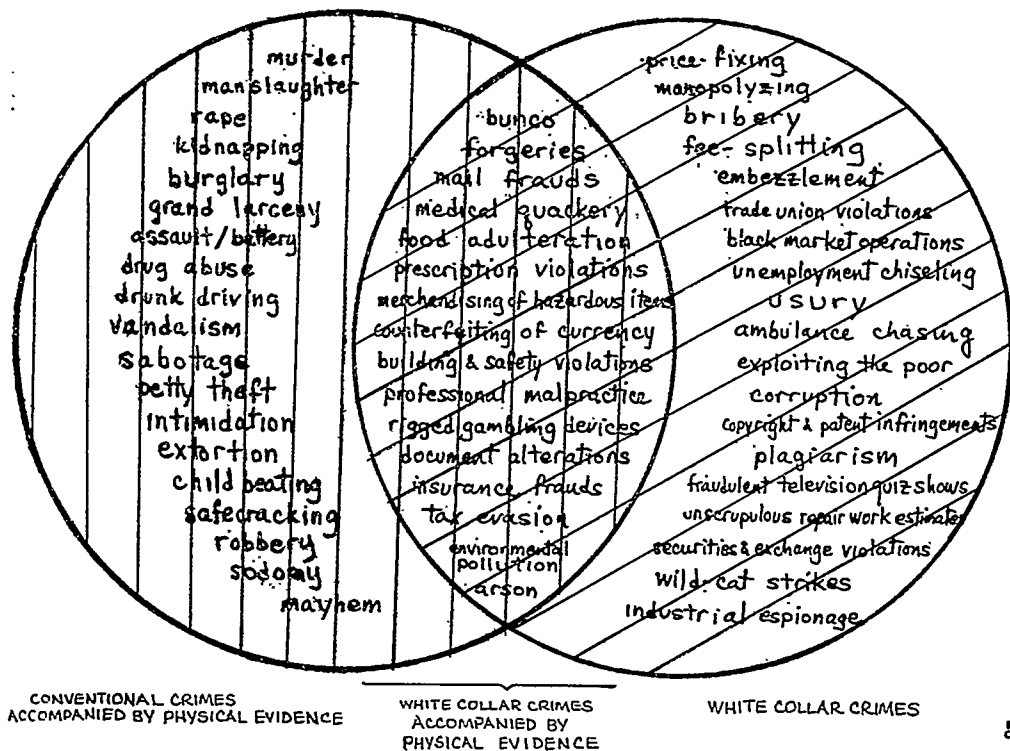 murder
manslaughter
rape
kidnapping
burglary
grand larceny
assault/battery
drug abuse
drunk driving
vandalism
sabotage
petty theft
intimidation
extortion
child beating
safecracking
robbery
sodomy
mayhem
bunco
forgeries
mail frauds
medical quackery
food adulteration
prescription violations
merchandising of hazardous items
counterfeiting of currency
building & safety violations
professional malpractice
rigged gambling devices
document alterations
insurance frauds
tax evasion
environmental
pollution
arson
price-fixing
monopolyzing
bribery
fee-splitting
embezzlement
trade union violations
black market operations
unemployment chiseling
usury
ambulance chasing
exploiting the poor
corruption
copyright & patent infringements
plagiarism
fraudulent television quiz shows
unscrupulous repair work estimates
securities & exchange violations
wild-cat strikes
industrial espionage
CONVENTIONAL CRIMES
ACCOMPANIED BY PHYSICAL EVIDENCE
WHITE COLLAR CRIMES
ACCOMPANIED BY
PHYSICAL EVIDENCE
WHITE COLLAR CRIMES